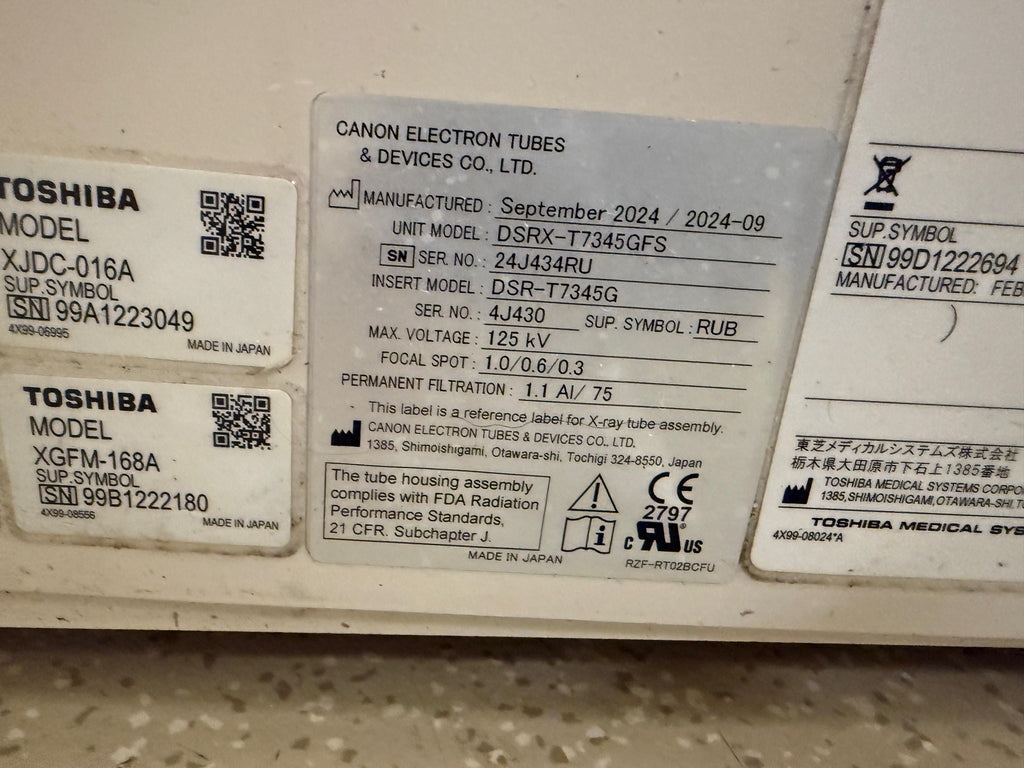 TOSHIBA
MODEL
XJDC-016A
SUP.SYMBOL
SN 99A1223049
4X99-06995
MADE IN JAPAN
TOSHIBA
MODEL
XGFM-168A
SUP.SYMBOL
SN 99B1222180
4X99-08556
MADE IN JAPAN
CANON ELECTRON TUBES
& DEVICES CO., LTD.
MANUFACTURED : September 2024 / 2024-09
UNIT MODEL : DSRX-T7345GFS
SN SER. NO. : 24J434RU
INSERT MODEL : DSR-T7345G
SER. NO. : 4J430 SUP. SYMBOL : RUB
MAX. VOLTAGE : 125 kV
FOCAL SPOT : 1.0/0.6/0.3
PERMANENT FILTRATION : 1.1 Al/ 75
This label is a reference label for X-ray tube assembly.
CANON ELECTRON TUBES & DEVICES CO., LTD.
1385, Shimoishigami, Otawara-shi, Tochigi 324-8550, Japan
The tube housing assembly
complies with FDA Radiation
Performance Standards,
21 CFR. Subchapter J.
CE
2797
c RU ® US
MADE IN JAPAN
RZF-RT02BCFU
SUP.SYMBOL
SN 99D1222694
MANUFACTURED: FEB
東芝メディカルシステムズ株式会社
栃木県大田原市下石上1385番地
TOSHIBA MEDICAL SYSTEMS CORPO
1385, SHIMOISHIGAMI, OTAWARA-SHI, T
TOSHIBA MEDICAL SYS
4X99-08024*A